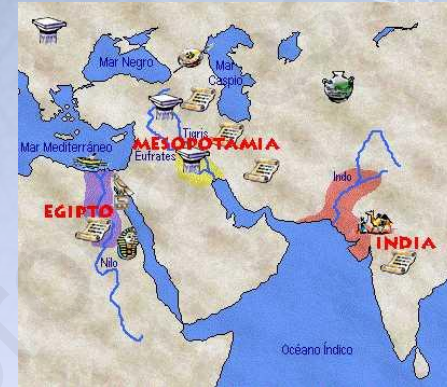 Mar Negro
Mar
Caspio
Tigris
Mar Mediterráneo
MESOPOTAMIA
Eufrates
Indo
EGIPTO
INDIA
Nilo
Océano Índico